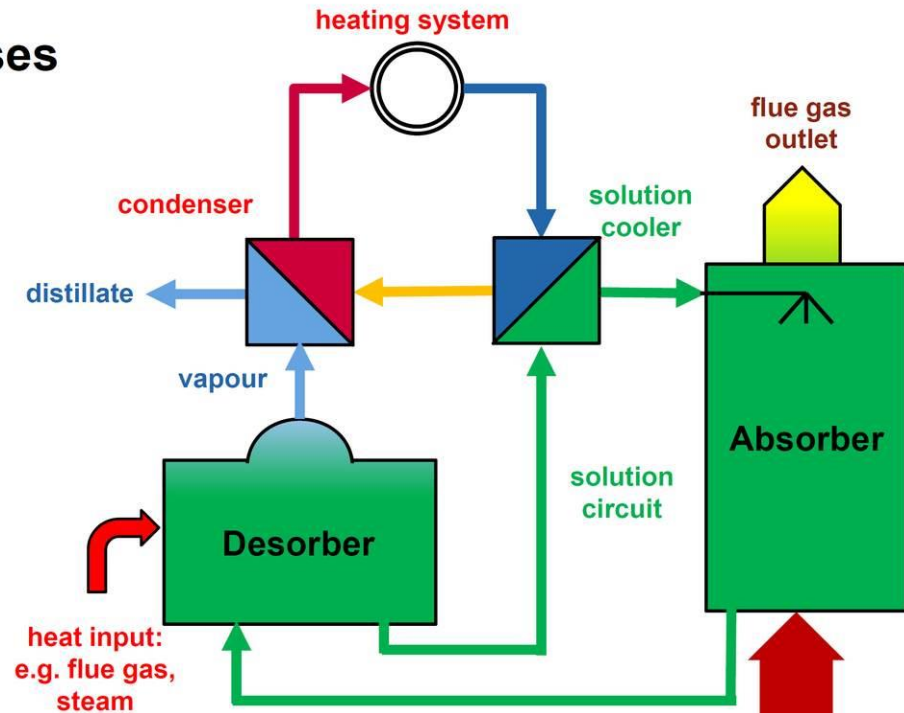 ses
heating system
flue gas
outlet
condenser
solution
cooler
distillate
vapour
Absorber
solution
circuit
Desorber
heat input:
e.g. flue gas,
steam